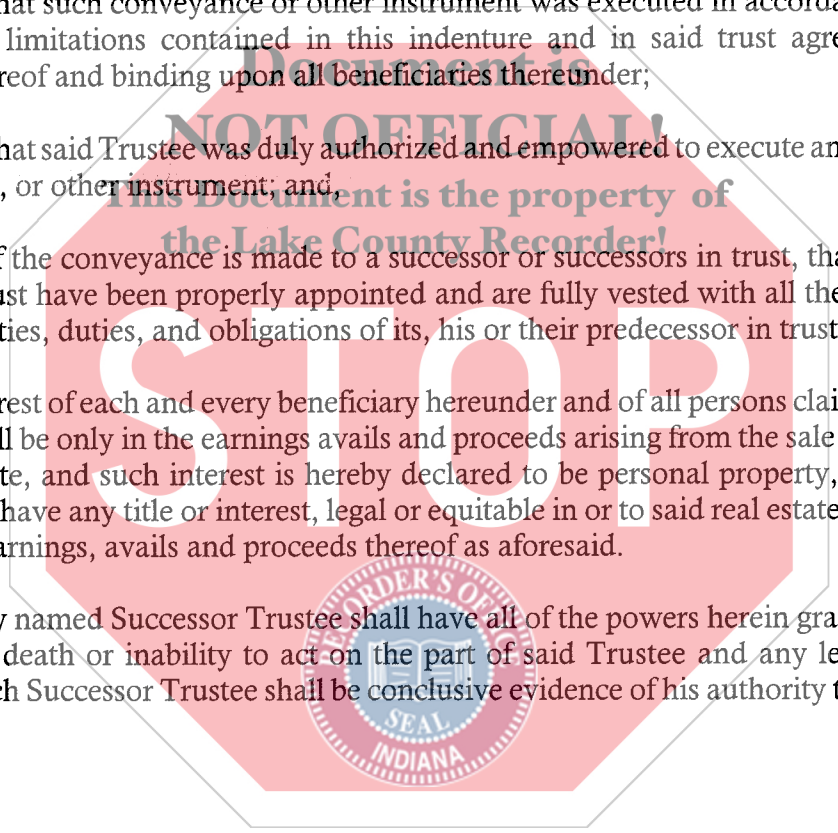 hat such conveyance or other instrument was executed in accorda
limitations contained in this indenture and in said trust agre
reof and binding upon all beneficiaries thereunder;
Document is
NOT OFFICIAL!
hat said Trustee was duly authorized and empowered to execute an
, or other instrument; and,
This Document is the property of
the Lake County Recorder!
f the conveyance is made to a successor or successors in trust, tha
ust have been properly appointed and are fully vested with all the
ties, duties, and obligations of its, his or their predecessor in trust
STOP
rest of each and every beneficiary hereunder and of all persons clai
ll be only in the earnings avails and proceeds arising from the sale
te, and such interest is hereby declared to be personal property,
have any title or interest, legal or equitable in or to said real estate
arnings, avails and proceeds thereof as aforesaid.
y named Successor Trustee shall have all of the powers herein gra
death or inability to act on the part of said Trustee and any le
ch Successor Trustee shall be conclusive evidence of his authority t
RECORDER'S OFFICE
SEAL
INDIANA